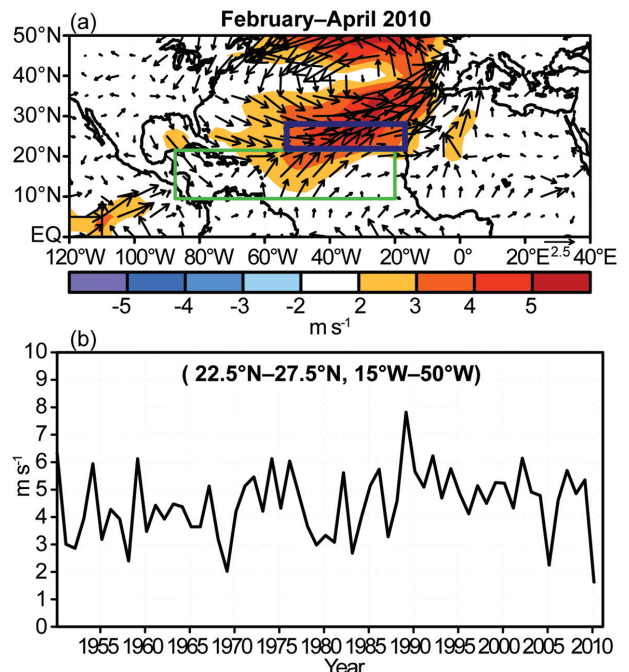 (a) February–April 2010
50°N
40°N
30°N
20°N
10°N
EQ
120°W 100°W 80°W 60°W 40°W 20°W 0° 20°E 40°E
2.5
-5 -4 -3 -2 2 3 4 5
m s-1
(b)
( 22.5°N–27.5°N, 15°W–50°W)
m s-1
10
9
8
7
6
5
4
3
2
1
0
1955 1960 1965 1970 1975 1980 1985 1990 1995 2000 2005 2010
Year